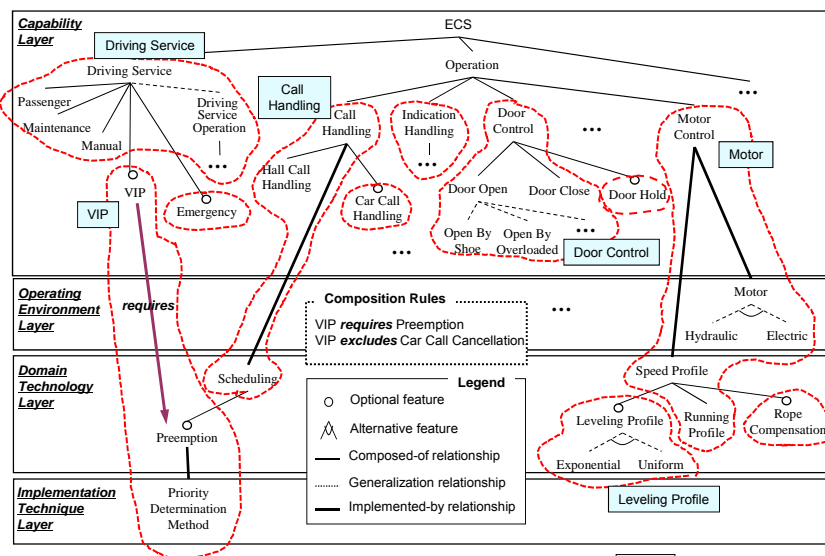 Capability
Layer
ECS
Driving Service
Driving Service
Operation
Passenger
Maintenance
Manual
Driving
Service
Operation
•••
Call
Handling
Call
Handling
Indication
Handling
•••
Door
Control
•••
Motor
Control
•••
Motor
Hall Call
Handling
VIP
VIP
Emergency
Car Call
Handling
•••
Door Open
Door Close
Door Hold
Open By
Shoe
Open By
Overloaded
•••
Door Control
Operating
Environment
Layer
requires
Composition Rules
VIP requires Preemption
VIP excludes Car Call Cancellation
•••
Motor
Hydraulic
Electric
Domain
Technology
Layer
Scheduling
Preemption
Legend
Optional feature
Alternative feature
Composed-of relationship
Generalization relationship
Implemented-by relationship
Speed Profile
Leveling Profile
Running
Profile
Rope
Compensation
Exponential
Uniform
Leveling Profile
Implementation
Technique
Layer
Priority
Determination
Method